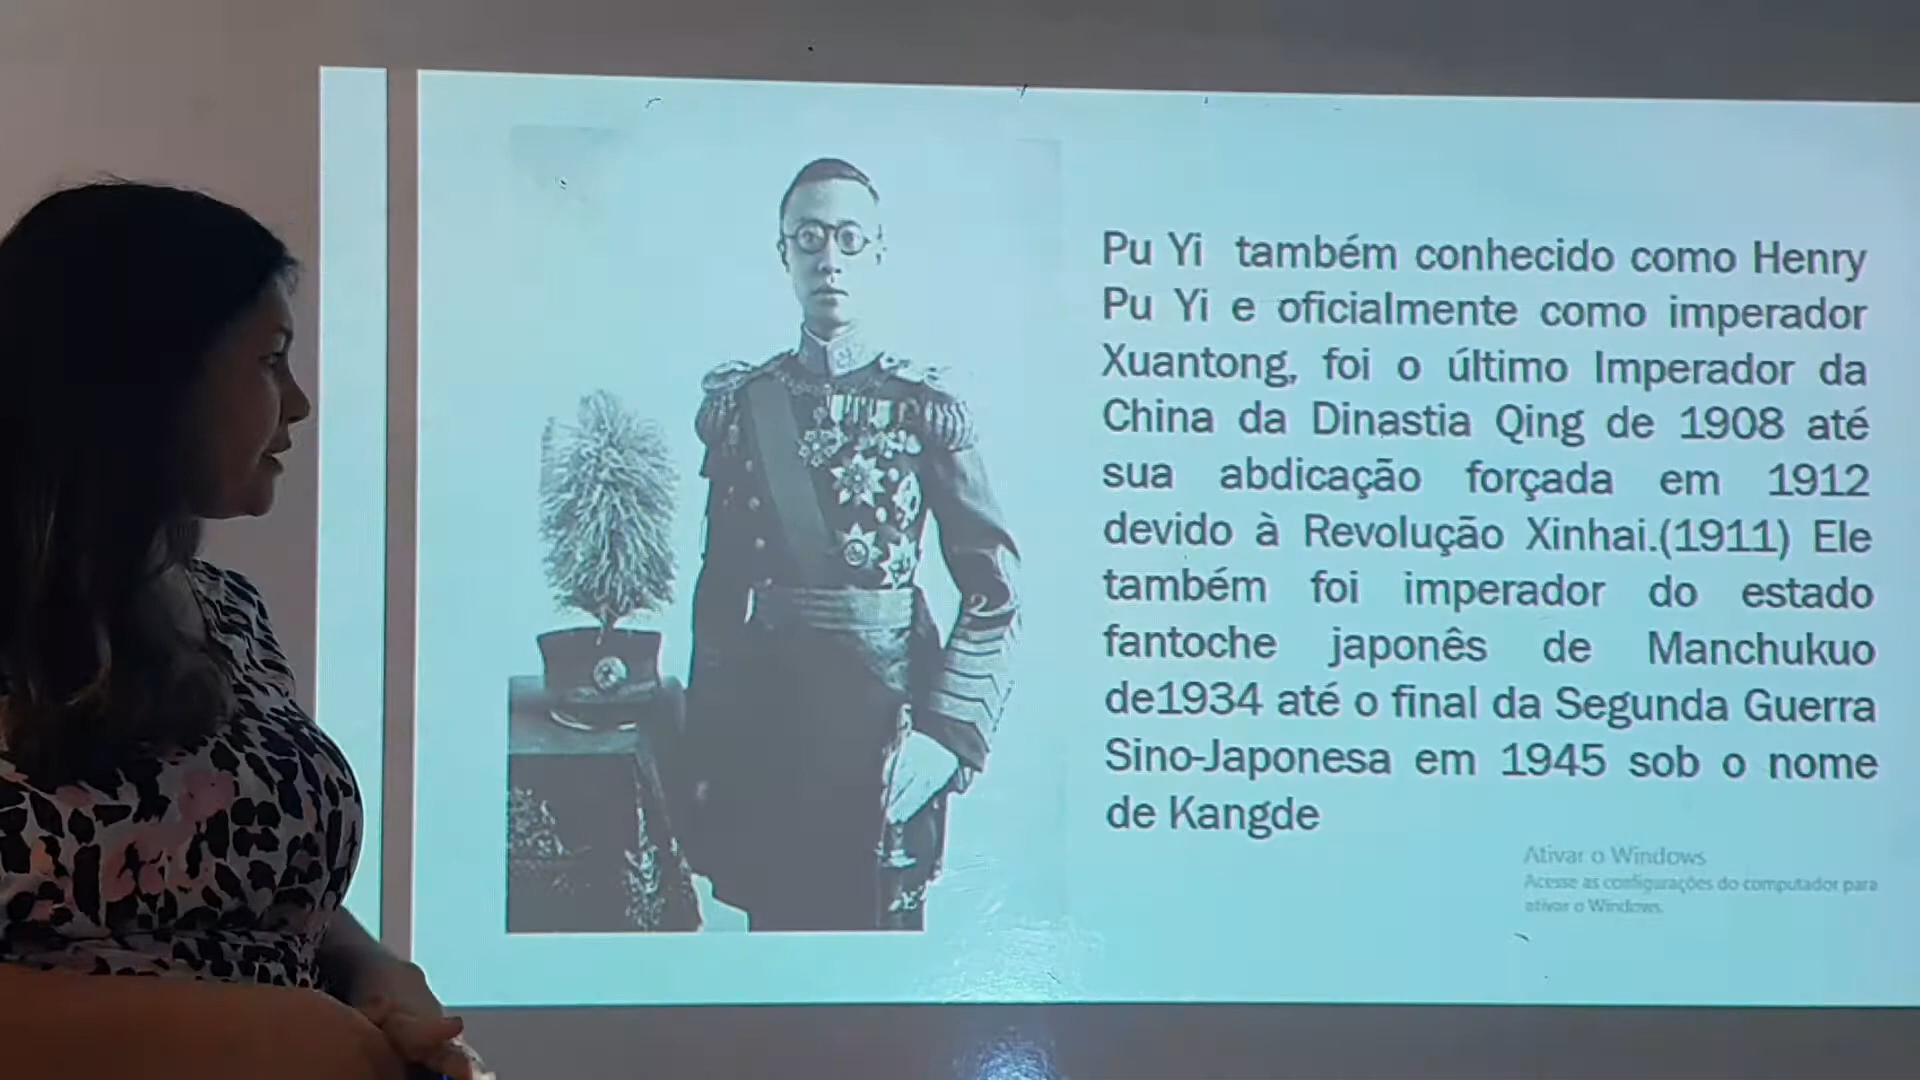 Pu Yi também conhecido como Henry
Pu Yi e oficialmente como imperador
Xuantong, foi o último Imperador da
China da Dinastia Qing de 1908 até
sua abdicação forçada em 1912
devido à Revolução Xinhai.(1911) Ele
também foi imperador do estado
fantoche japonês de Manchukuo
de1934 até o final da Segunda Guerra
Sino-Japonesa em 1945 sob o nome
de Kangde
Ativar o Windows
Acesse as configurações do computador para
ativar o Windows.